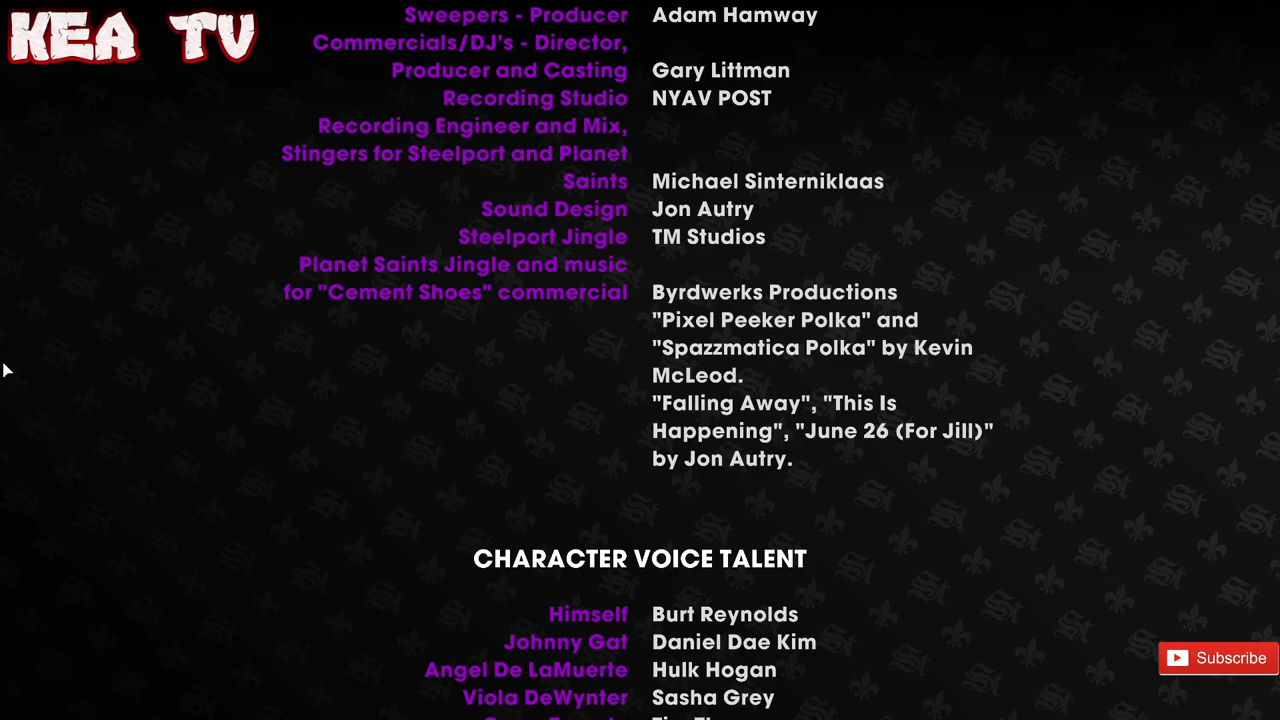 KEA TV
Sweepers - Producer Adam Hamway
Commercials/DJ's - Director,
Producer and Casting Gary Littman
Recording Studio NYAV POST
Recording Engineer and Mix,
Stingers for Steelport and Planet
Saints Michael Sinterniklaas
Sound Design Jon Autry
Steelport Jingle TM Studios
Planet Saints Jingle and music
for "Cement Shoes" commercial Byrdwerks Productions
"Pixel Peeker Polka" and
"Spazzmatica Polka" by Kevin
McLeod.
"Falling Away", "This Is
Happening", "June 26 (For Jill)"
by Jon Autry.
CHARACTER VOICE TALENT
Himself Burt Reynolds
Johnny Gat Daniel Dae Kim
Angel De LaMuerte Hulk Hogan
Subscribe
Viola DeWynter Sasha Grey